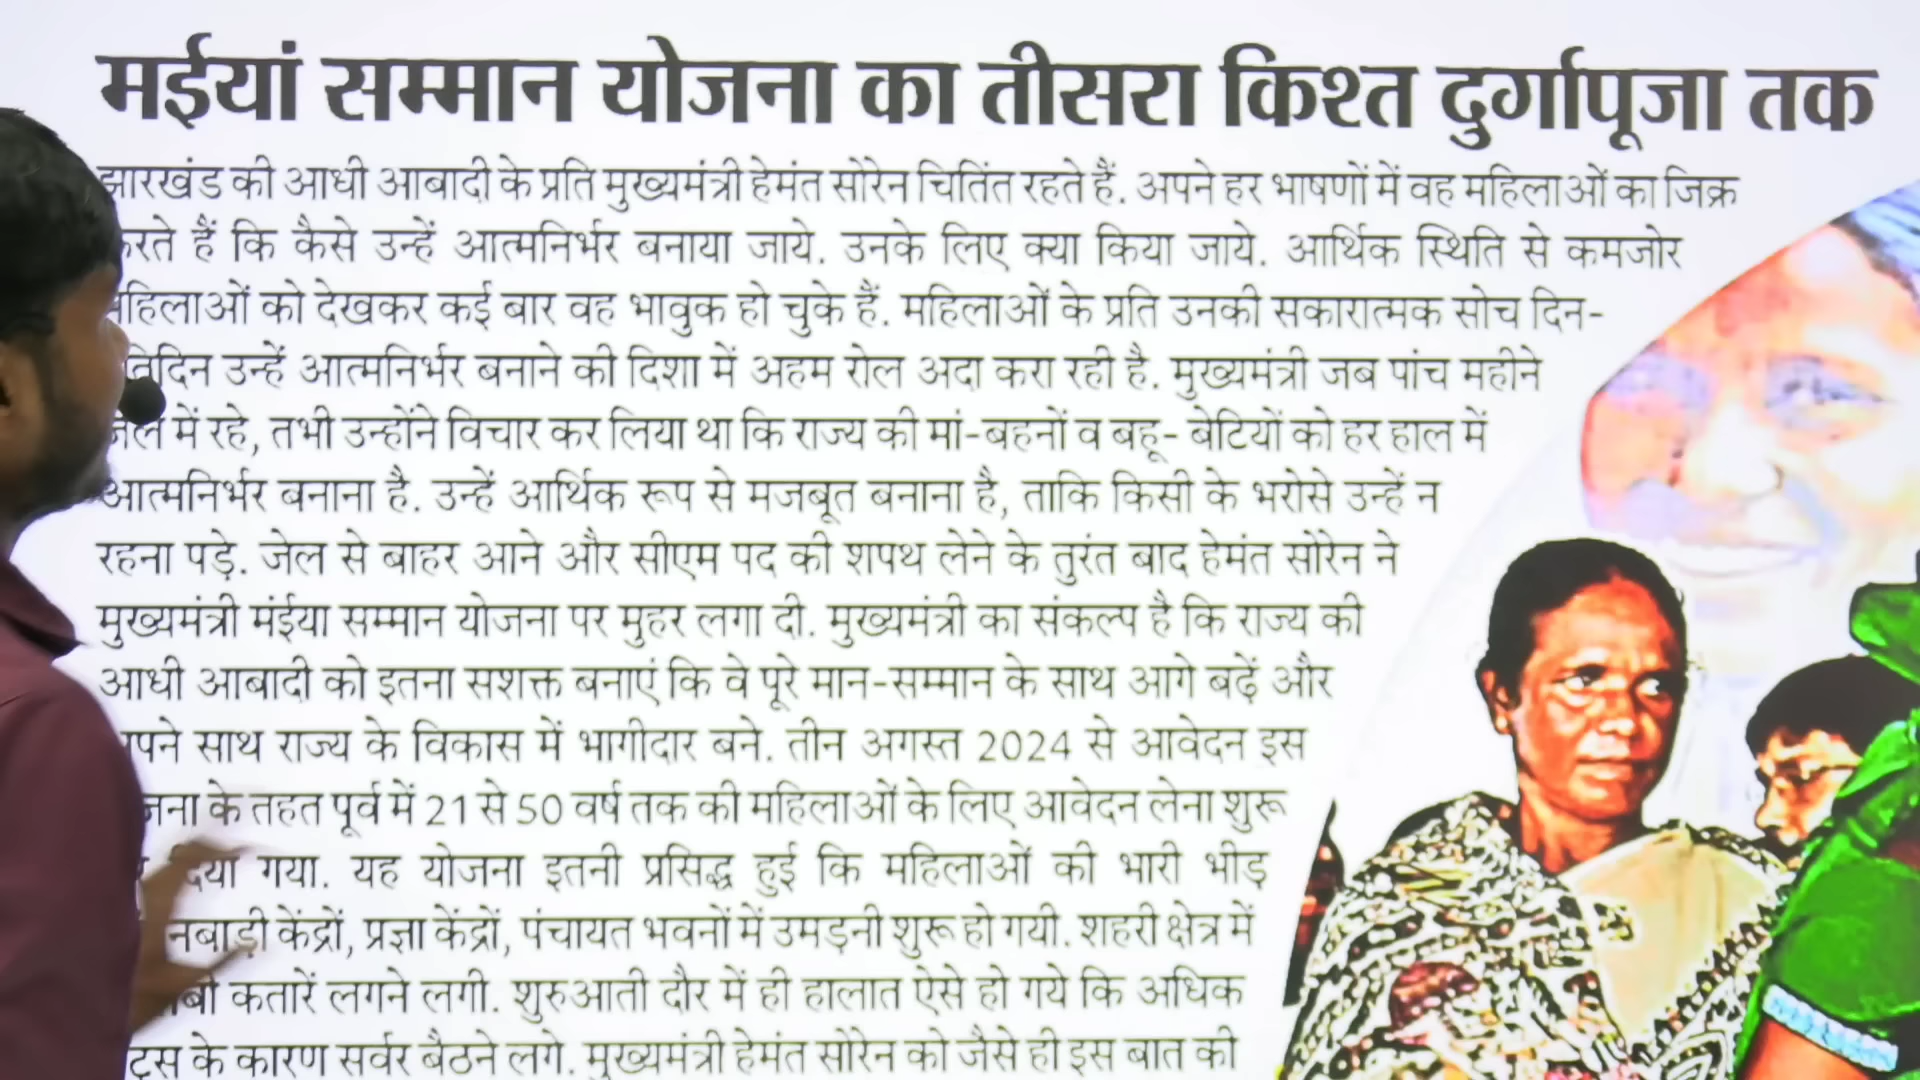 मईयां सम्मान योजना का तीसरा किश्त दुर्गापूजा तक
झारखंड की आधी आबादी के प्रति मुख्यमंत्री हेमंत सोरेन चितिंत रहते हैं. अपने हर भाषणों में वह महिलाओं का जिक्र
हैं कि कैसे उन्हें आत्मनिर्भर बनाया जाये. उनके लिए क्या किया जाये. आर्थिक स्थिति से कमजोर
को देखकर कई बार वह भावुक हो चुके हैं. महिलाओं के प्रति उनकी सकारात्मक सोच दिन-
उन्हें आत्मनिर्भर बनाने की दिशा में अहम रोल अदा करा रही है. मुख्यमंत्री जब पांच महीने
जेल में रहे, तभी उन्होंने विचार कर लिया था कि राज्य की मां-बहनों व बहू- बेटियों को हर हाल में
आत्मनिर्भर बनाना है. उन्हें आर्थिक रूप से मजबूत बनाना है, ताकि किसी के भरोसे उन्हें न
रहना पड़े. जेल से बाहर आने और सीएम पद की शपथ लेने के तुरंत बाद हेमंत सोरेन ने
मुख्यमंत्री मंईया सम्मान योजना पर मुहर लगा दी. मुख्यमंत्री का संकल्प है कि राज्य की
आधी आबादी को इतना सशक्त बनाएं कि वे पूरे मान-सम्मान के साथ आगे बढ़ें और
साथ राज्य के विकास में भागीदार बने. तीन अगस्त 2024 से आवेदन इस
के तहत पूर्व में 21 से 50 वर्ष तक की महिलाओं के लिए आवेदन लेना शुरू
दिया गया. यह योजना इतनी प्रसिद्ध हुई कि महिलाओं की भारी भीड़
केंद्रों, प्रज्ञा केंद्रों, पंचायत भवनों में उमड़नी शुरू हो गयी. शहरी क्षेत्र में
कतारें लगने लगी. शुरुआती दौर में ही हालात ऐसे हो गये कि अधिक
के कारण सर्वर बैठने लगे. मुख्यमंत्री हेमंत सोरेन को जैसे ही इस बात की